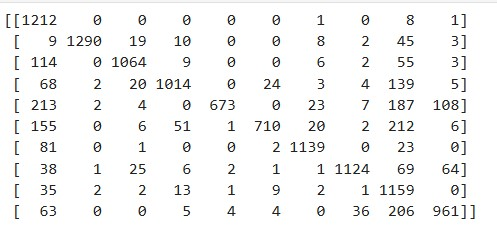 [[1212 0 0 0 0 0 1 0 8 1]
[ 9 1290 19 10 0 0 8 2 45 3]
[ 114 0 1064 9 0 0 6 2 55 3]
[ 68 2 20 1014 0 24 3 4 139 5]
[ 213 2 4 0 673 0 23 7 187 108]
[ 155 0 6 51 1 710 20 2 212 6]
[ 81 0 1 0 0 2 1139 0 23 0]
[ 38 1 25 6 2 1 1 1124 69 64]
[ 35 2 2 13 1 9 2 1 1159 0]
[ 63 0 0 5 4 4 0 36 206 961]]